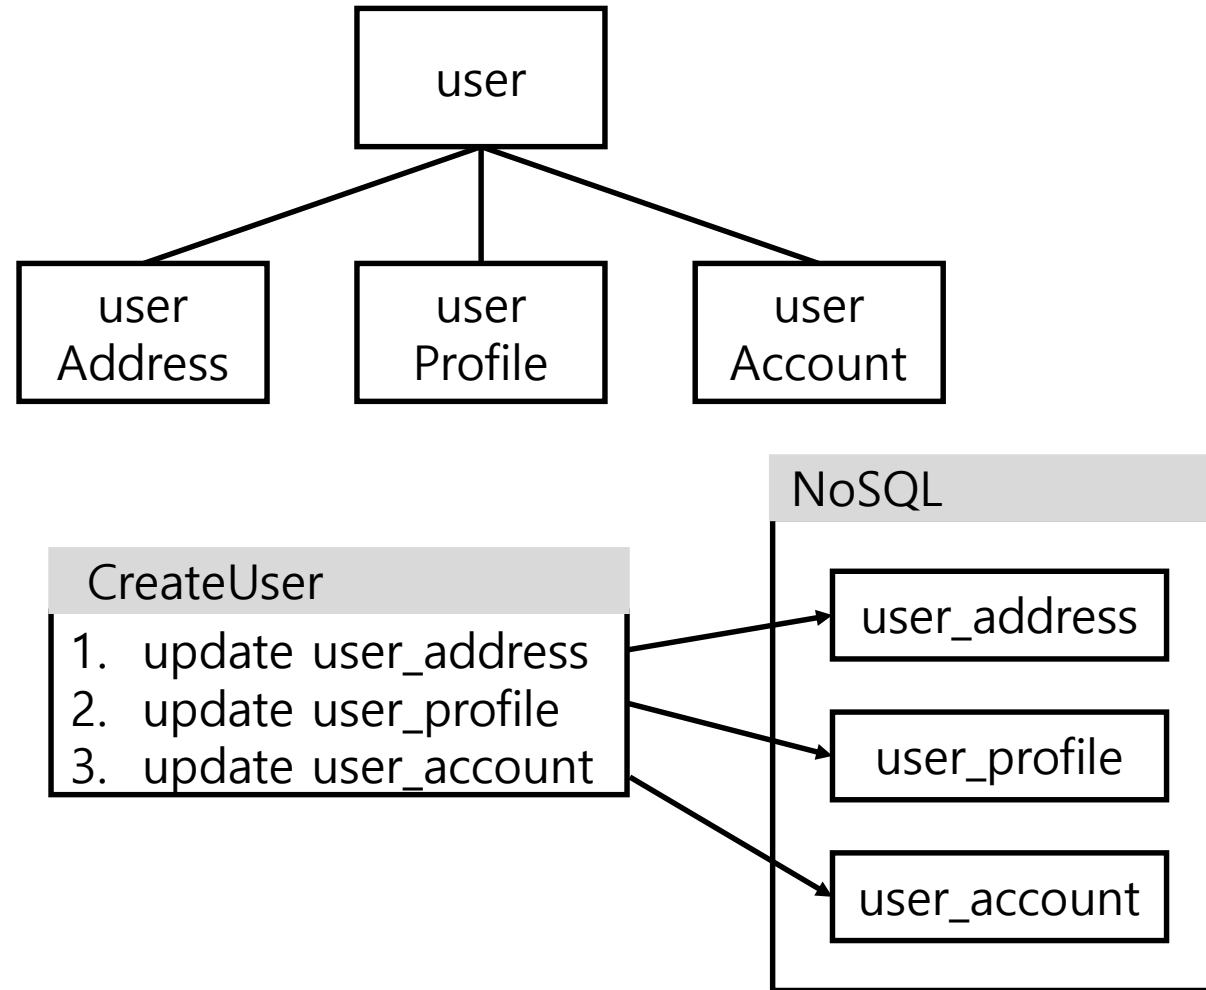 user
user
Address
user
Profile
user
Account
NoSQL
CreateUser
1. update user_address
2. update user_profile
3. update user_account
user_address
user_profile
user_account